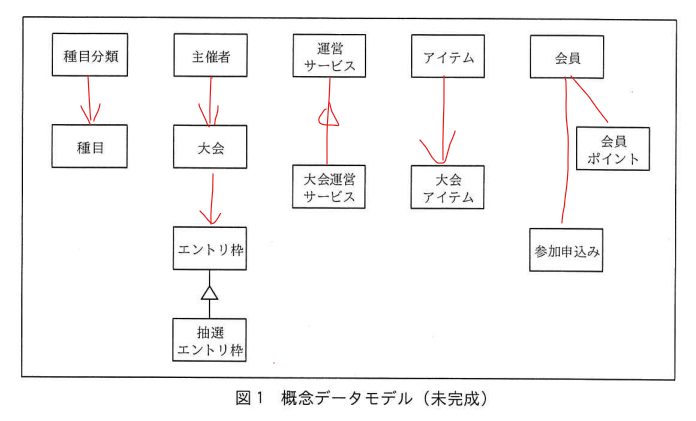 種目分類
主催者
運営
サービス
アイテム
会員
種目
大会
会員
ポイント
大会運営
サービス
大会
アイテム
エントリ枠
参加申込み
抽選
エントリ枠
図1 概念データモデル（未完成）